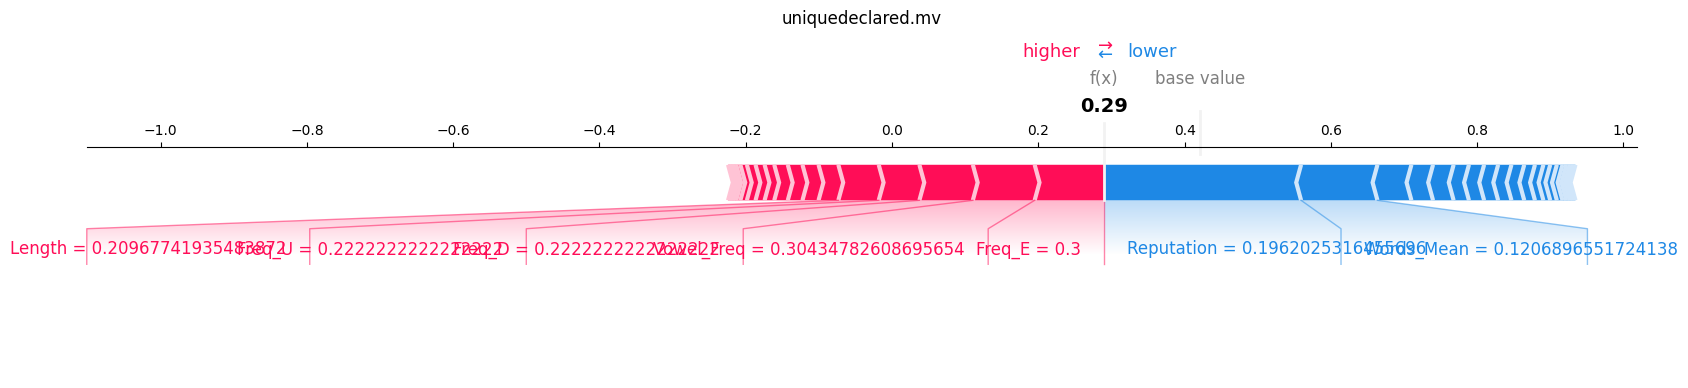 uniquedeclared.mv
higher ⇄ lower
f(x) base value
0.29
−1.0 −0.8 −0.6 −0.4 −0.2 0.0 0.2 0.4 0.6 0.8 1.0
Length = 0.20967741935483872 Freq_U = 0.2222222222222222 Freq_D = 0.2222222222222222 Vowel_Freq = 0.30434782608695654 Freq_E = 0.3 Reputation = 0.1962025316455696 Words_Mean = 0.1206896551724138